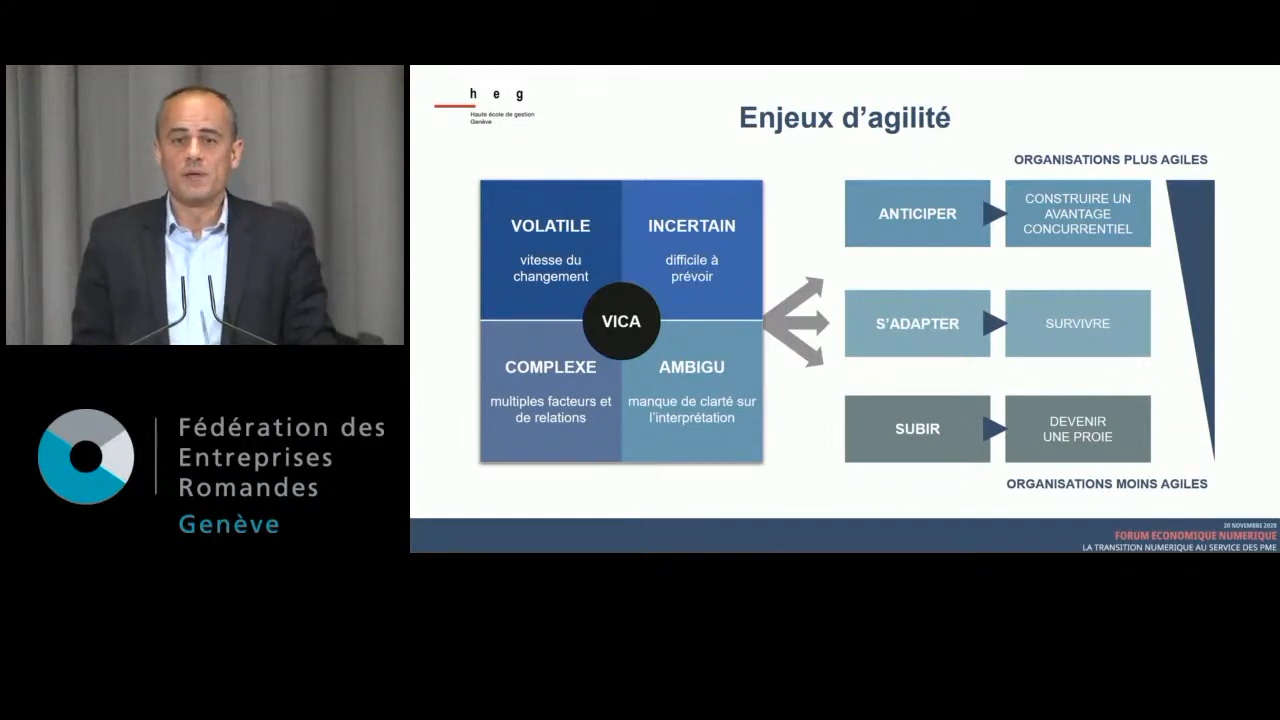 Fédération des
Entreprises
Romandes
Genève
h e g
Haute école de gestion
Genève
Enjeux d’agilité
ORGANISATIONS PLUS AGILES
VOLATILE
vitesse du
changement
INCERTAIN
difficile à
prévoir
VICA
COMPLEXE
multiples facteurs et
de relations
AMBIGU
manque de clarté sur
l’interprétation
ANTICIPER
CONSTRUIRE UN
AVANTAGE
CONCURRENTIEL
S’ADAPTER
SURVIVRE
SUBIR
DEVENIR
UNE PROIE
ORGANISATIONS MOINS AGILES
20 NOVEMBRE 2020
FORUM ECONOMIQUE NUMERIQUE
LA TRANSITION NUMERIQUE AU SERVICE DES PME